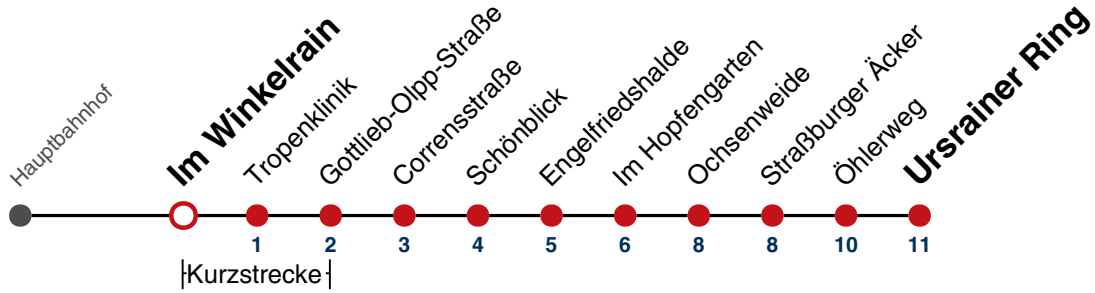 Hauptbahnhof
Im Winkelrain
Tropenklinik
Gottlieb-Olpp-Straße
Corrensstraße
Schönblick
Engelfriedshalde
Im Hopfengarten
Ochsenweide
Straßburger Äcker
Öhlerweg
Ursrainer Ring
1 2 3 4 5 6 8 8 10 11
Kurzstrecke